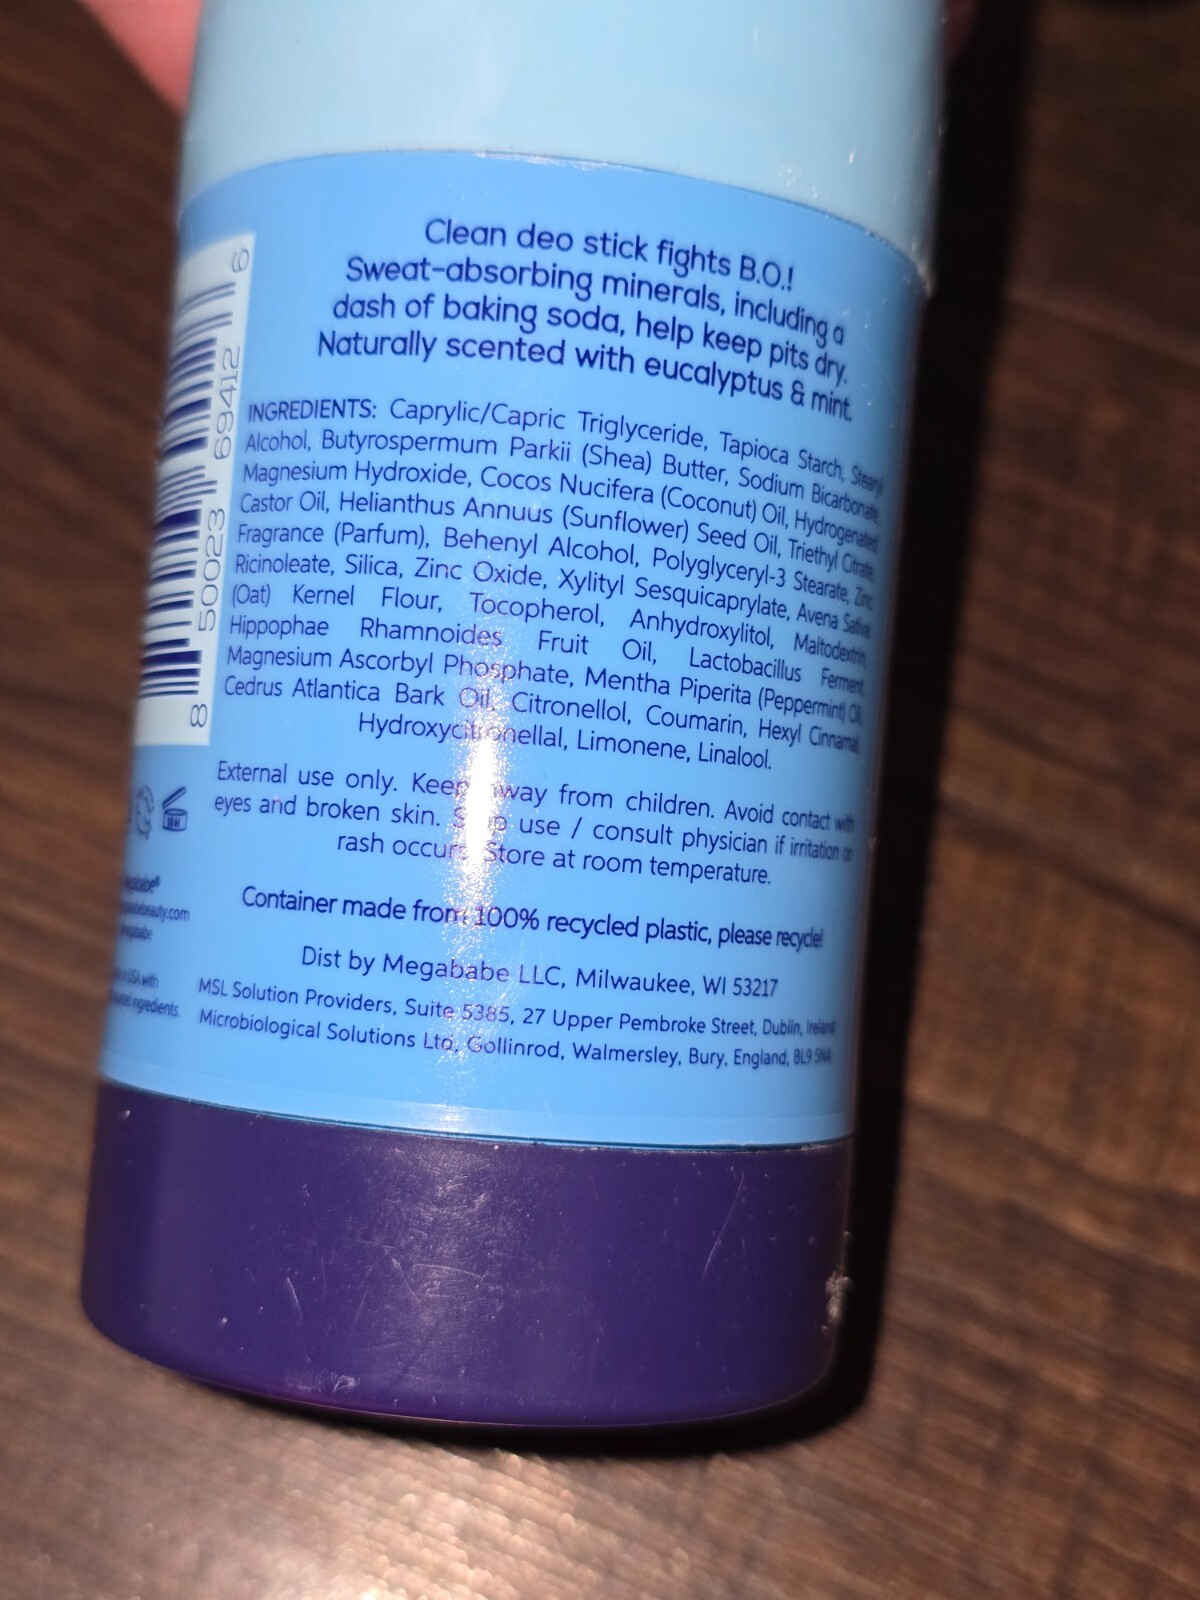 Clean deo stick fights B.O.!
Sweat-absorbing minerals, including a
dash of baking soda, help keep pits dry.
Naturally scented with eucalyptus & mint.
INGREDIENTS: Caprylic/Capric Triglyceride, Tapioca Starch, Stearyl
Alcohol, Butyrospermum Parkii (Shea) Butter, Sodium Bicarbonate,
Magnesium Hydroxide, Cocos Nucifera (Coconut) Oil, Hydrogenated
Castor Oil, Helianthus Annuus (Sunflower) Seed Oil, Triethyl Citrate,
Fragrance (Parfum), Behenyl Alcohol, Polyglyceryl-3 Stearate, Zinc
Ricinoleate, Silica, Zinc Oxide, Xylityl Sesquicaprylate, Avena Sativa
(Oat) Kernel Flour, Tocopherol, Anhydroxylitol, Maltodextrin,
Hippophae Rhamnoides Fruit Oil, Lactobacillus Ferment,
Magnesium Ascorbyl Phosphate, Mentha Piperita (Peppermint) Oil,
Cedrus Atlantica Bark Oil, Citronellol, Coumarin, Hexyl Cinnamal,
Hydroxycitronellal, Limonene, Linalool.
External use only. Keep away from children. Avoid contact with
eyes and broken skin. Stop use / consult physician if irritation or
rash occurs. Store at room temperature.
Container made from 100% recycled plastic, please recycle!
Dist by Megababe LLC, Milwaukee, WI 53217
MSL Solution Providers, Suite 5385, 27 Upper Pembroke Street, Dublin, Ireland
Microbiological Solutions Ltd, Gollinrod, Walmersley, Bury, England, BL9 5NA
8 50023 69412 6
USA with
ingredients.